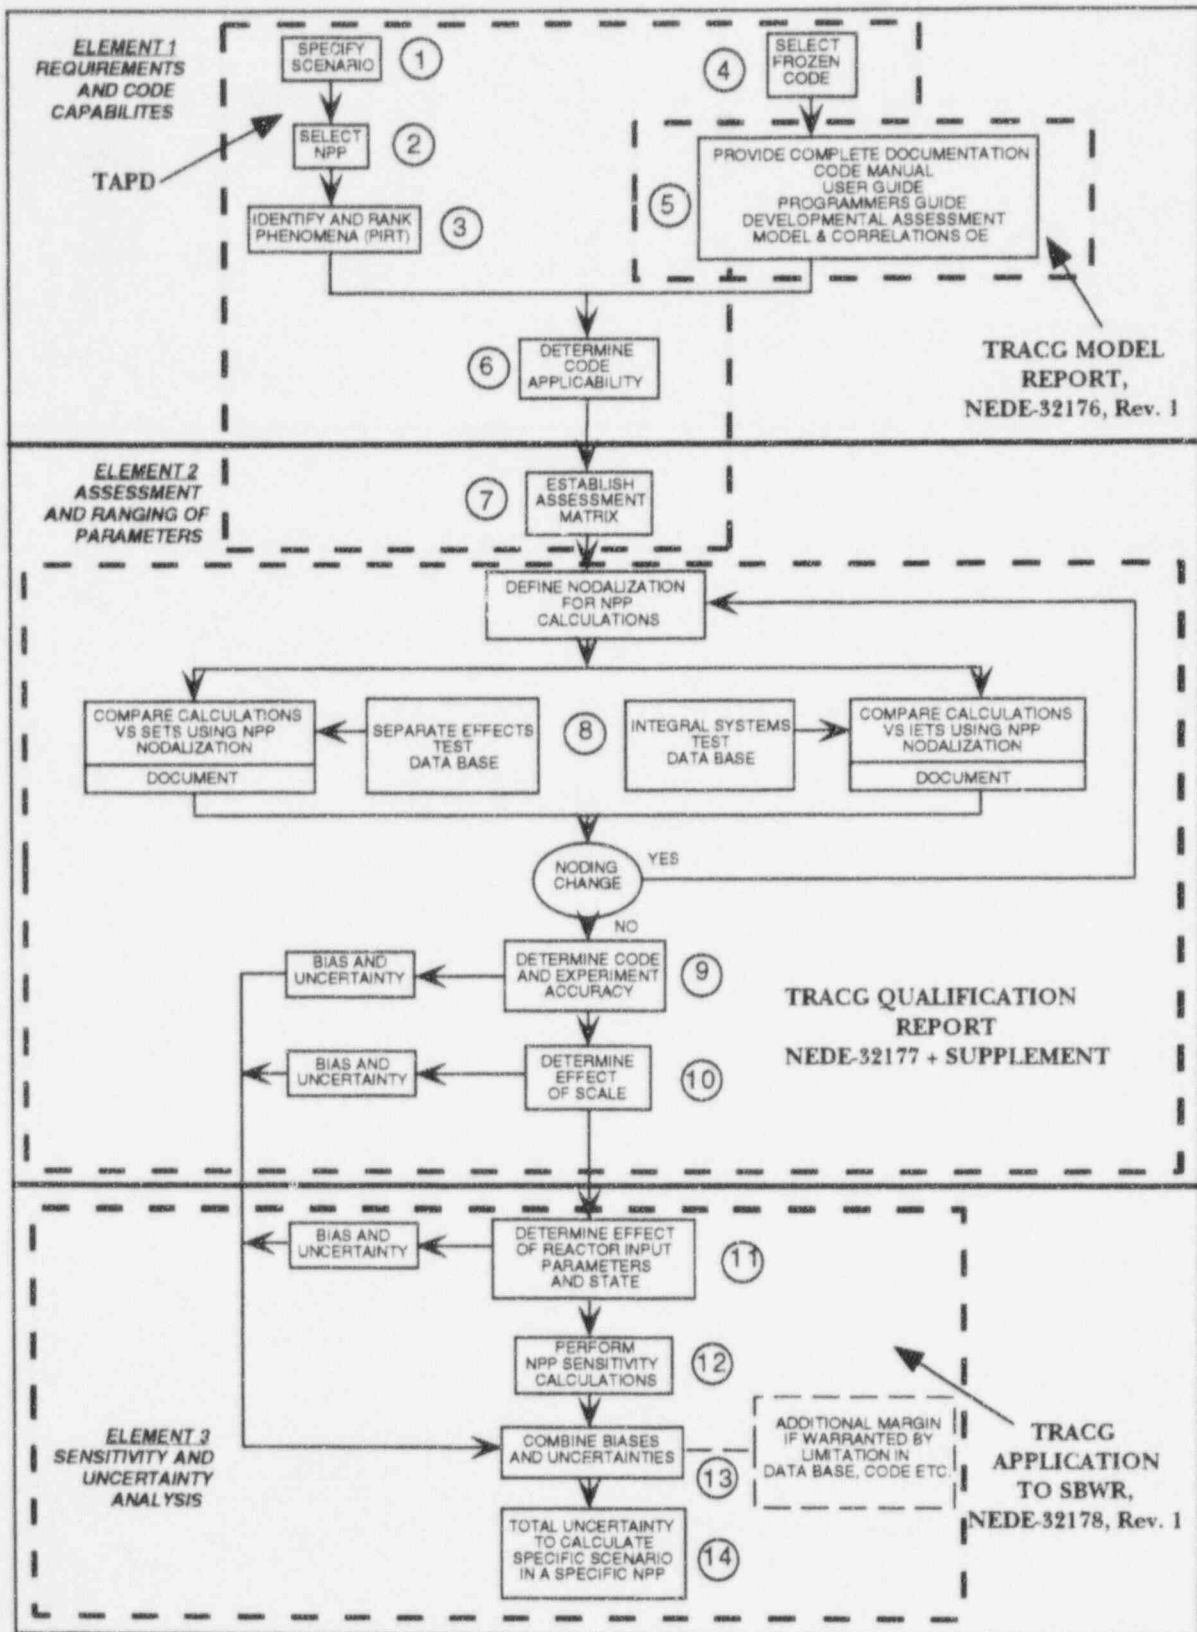 ELEMENT 1
REQUIREMENTS
AND CODE
CAPABILITES
TAPD
SPECIFY
SCENARIO
1
SELECT
NPP
2
IDENTIFY AND RANK
PHENOMENA (PIRT)
3
SELECT
FROZEN
CODE
4
PROVIDE COMPLETE DOCUMENTATION
CODE MANUAL
USER GUIDE
PROGRAMMERS GUIDE
DEVELOPMENTAL ASSESSMENT
MODEL & CORRELATIONS OE
5
TRACG MODEL
REPORT,
NEDE-32176, Rev. 1
DETERMINE
CODE
APPLICABILITY
6
ELEMENT 2
ASSESSMENT
AND RANGING OF
PARAMETERS
ESTABLISH
ASSESSMENT
MATRIX
7
DEFINE NODALIZATION
FOR NPP
CALCULATIONS
COMPARE CALCULATIONS
VS SETS USING NPP
NODALIZATION
DOCUMENT
SEPARATE EFFECTS
TEST
DATA BASE
8
INTEGRAL SYSTEMS
TEST
DATA BASE
COMPARE CALCULATIONS
VS IETS USING NPP
NODALIZATION
DOCUMENT
NODING
CHANGE
YES
NO
BIAS AND
UNCERTAINTY
DETERMINE CODE
AND EXPERIMENT
ACCURACY
9
BIAS AND
UNCERTAINTY
DETERMINE
EFFECT
OF SCALE
10
TRACG QUALIFICATION
REPORT
NEDE-32177 + SUPPLEMENT
BIAS AND
UNCERTAINTY
DETERMINE EFFECT
OF REACTOR INPUT
PARAMETERS
AND STATE
11
PERFORM
NPP SENSITIVITY
CALCULATIONS
12
ELEMENT 3
SENSITIVITY AND
UNCERTAINTY
ANALYSIS
COMBINE BIASES
AND UNCERTAINTIES
13
ADDITIONAL MARGIN
IF WARRANTED BY
LIMITATION IN
DATA BASE, CODE ETC.
TRACG
APPLICATION
TO SBWR,
NEDE-32178, Rev. 1
TOTAL UNCERTAINTY
TO CALCULATE
SPECIFIC SCENARIO
IN A SPECIFIC NPP
14